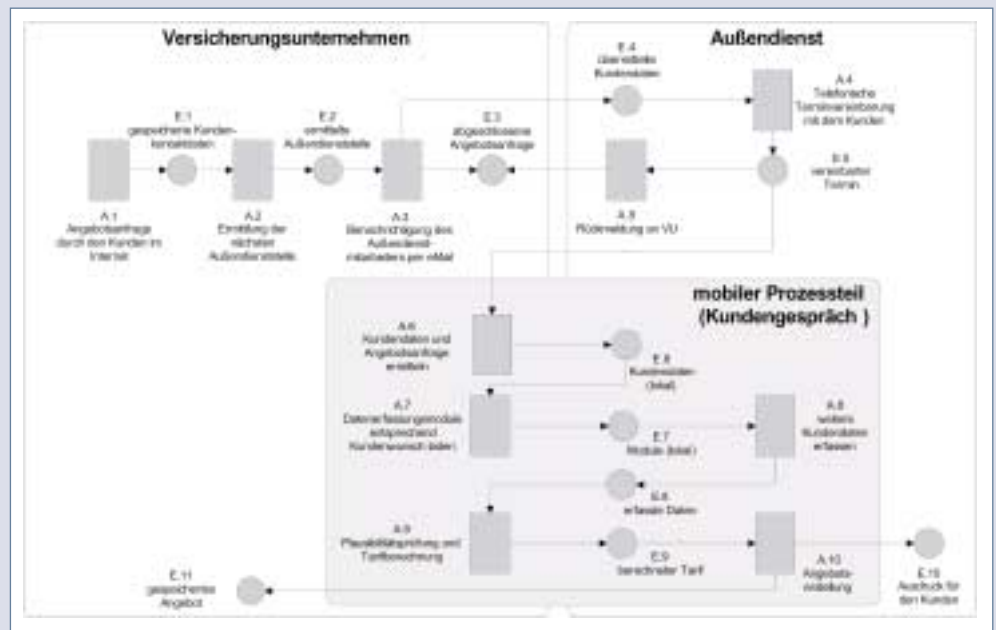 Versicherungsunternehmen
Außendienst
E.4
übermittelte
Kundendaten
A.4
Telefonische
Terminvereinbarung
mit dem Kunden
E.1
gespeicherte Kunden-
kontaktdaten
E.2
ermittelte
Außendienststelle
E.3
abgeschlossene
Angebotsanfrage
E.5
vereinbarter
Termin
A.1
Angebotsanfrage
durch den Kunden im
Internet
A.2
Ermittlung der
nächsten
Außendienststelle
A.3
Benachrichtigung des
Außendienst-
mitarbeiters per eMail
A.5
Rückmeldung an VU
mobiler Prozessteil
(Kundengespräch )
A.6
Kundendaten und
Angebotsanfrage
ermitteln
E.6
Kundendaten
(lokal)
A.7
Datenerfassungsmodule
entsprechend
Kundenwunsch laden
E.7
Module (lokal)
A.8
weitere
Kundendaten
erfassen
E.8
erfasste Daten
A.9
Plausibilitätsprüfung und
Tarifberechnung
E.9
berechneter Tarif
A.10
Angebots-
erstellung
E.10
Ausdruck für
den Kunden
E.11
gespeichertes
Angebot